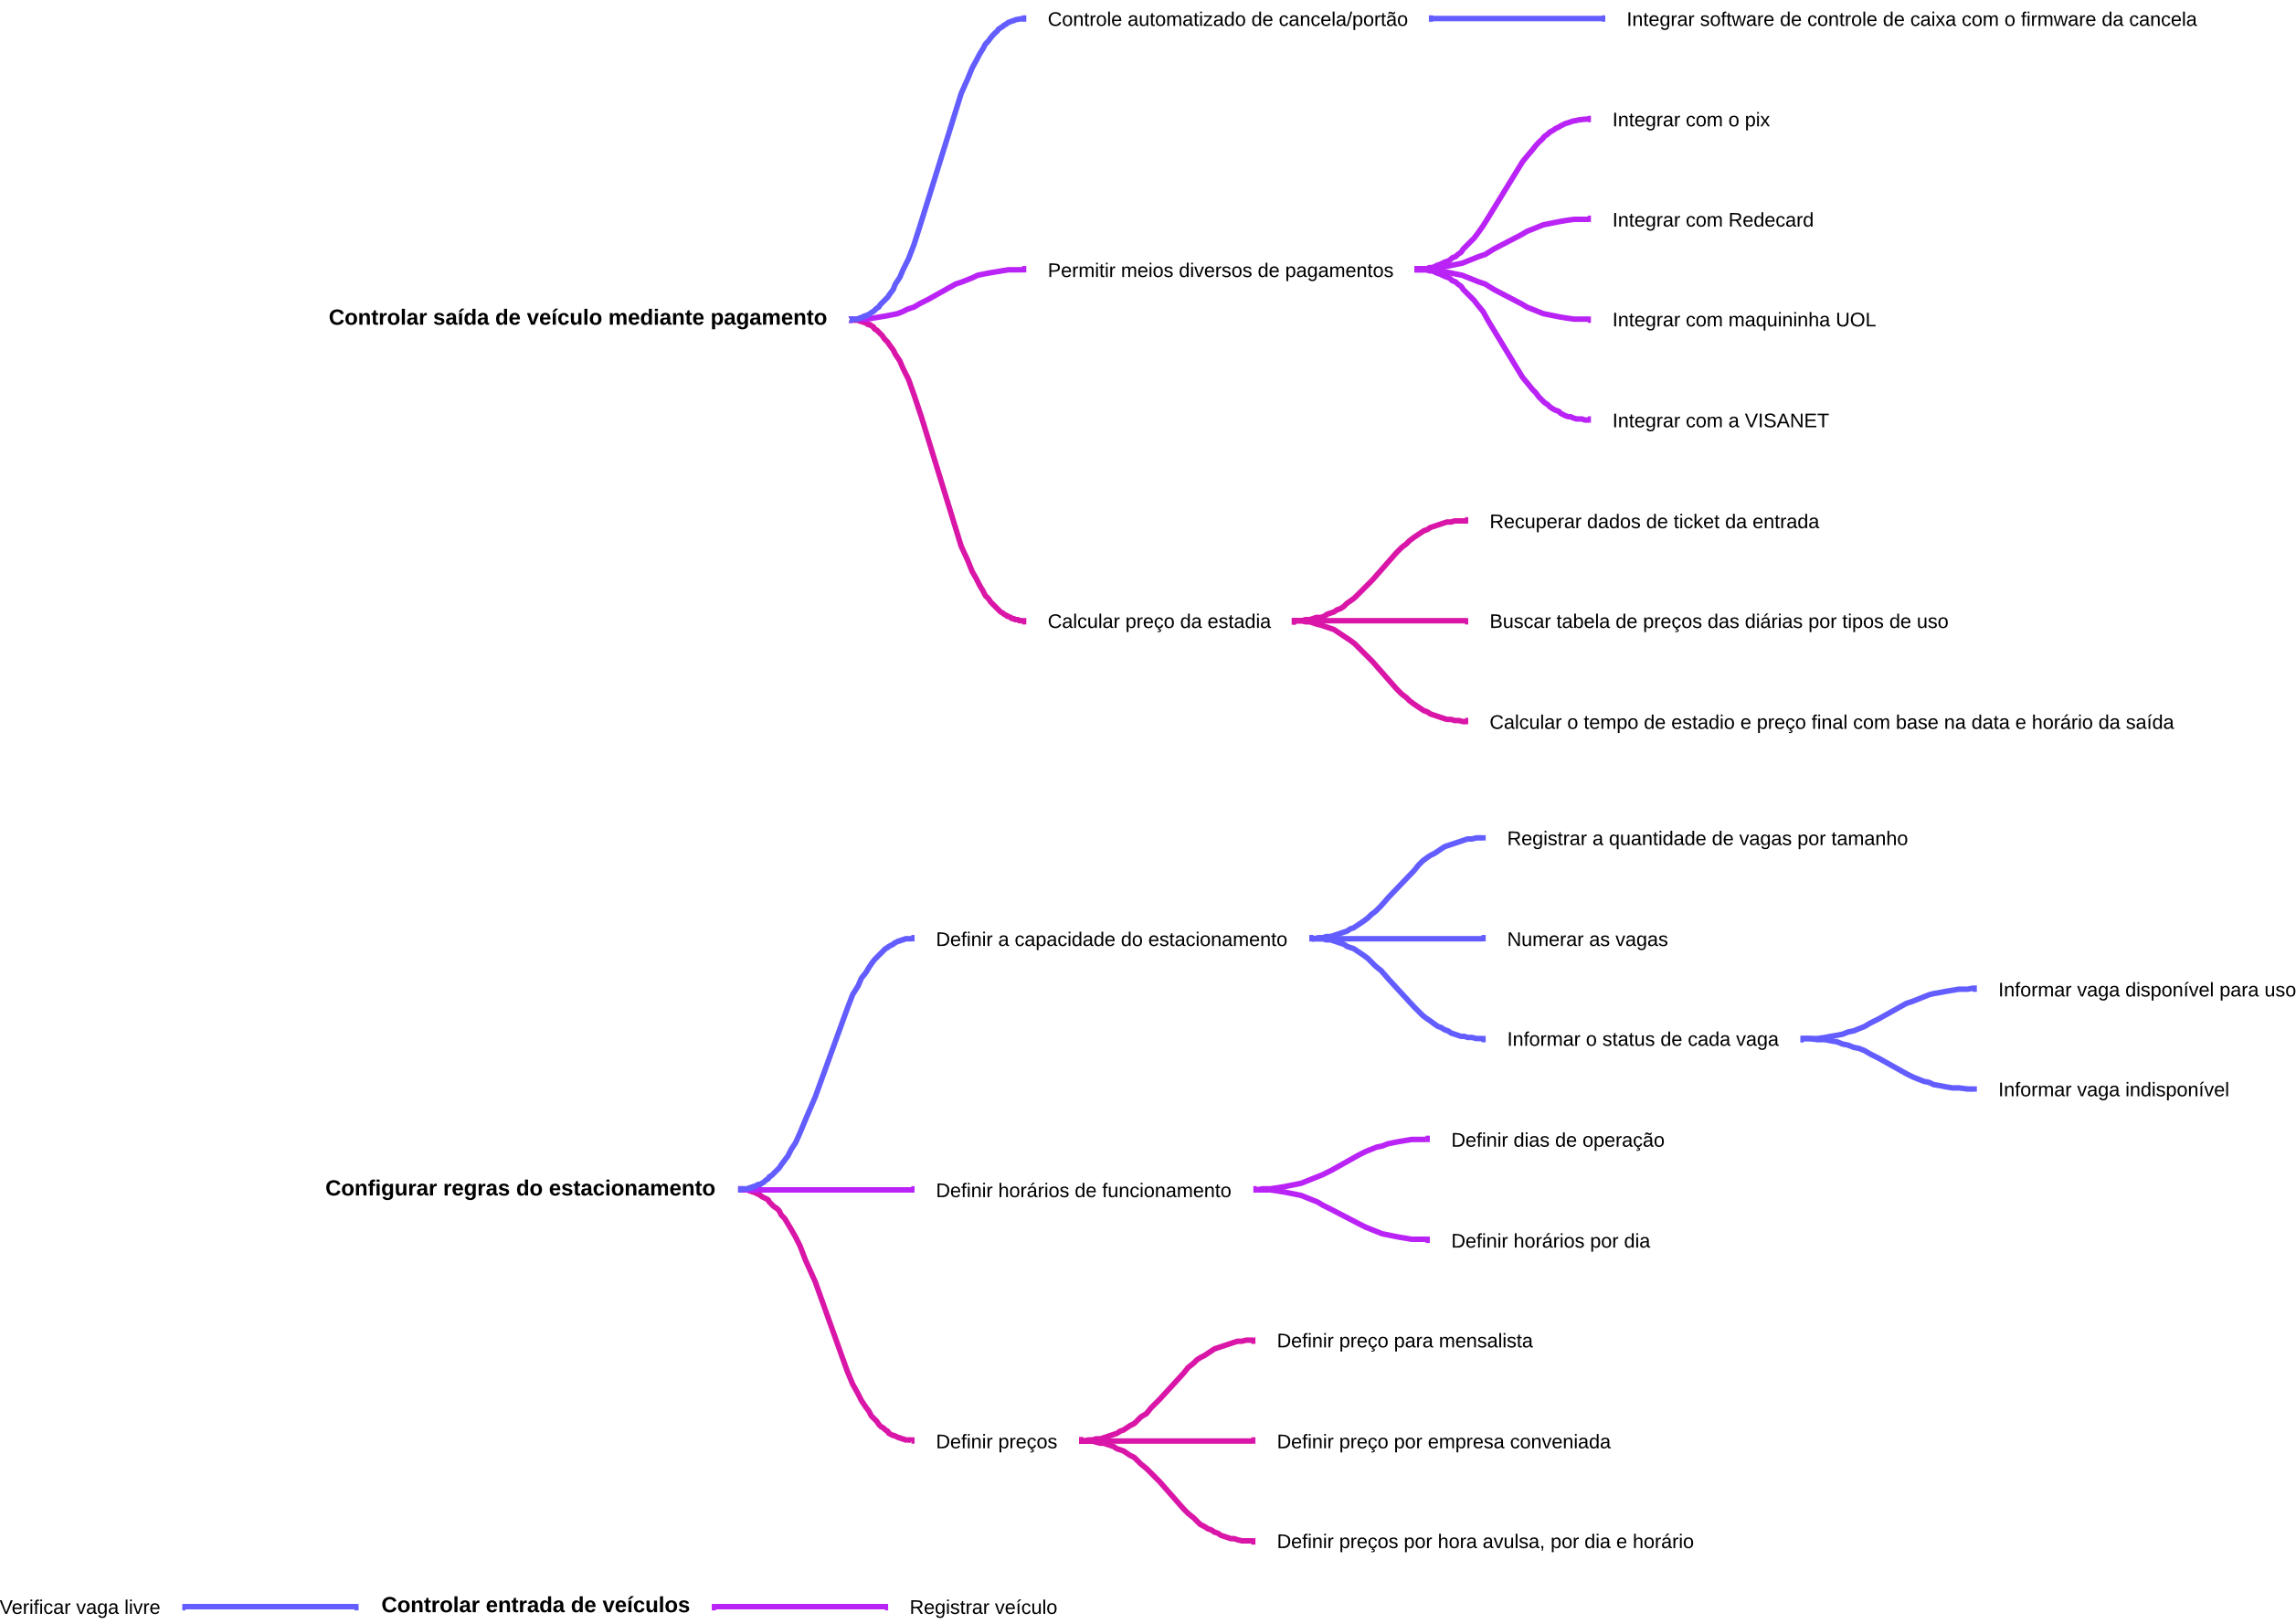 Controlar saída de veículo mediante pagamento
Controle automatizado de cancela/portão
Integrar software de controle de caixa com o firmware da cancela
Permitir meios diversos de pagamentos
Integrar com o pix
Integrar com Redecard
Integrar com maquininha UOL
Integrar com a VISANET
Calcular preço da estadia
Recuperar dados de ticket da entrada
Buscar tabela de preços das diárias por tipos de uso
Calcular o tempo de estadio e preço final com base na data e horário da saída
Configurar regras do estacionamento
Definir a capacidade do estacionamento
Registrar a quantidade de vagas por tamanho
Numerar as vagas
Informar o status de cada vaga
Informar vaga disponível para uso
Informar vaga indisponível
Definir horários de funcionamento
Definir dias de operação
Definir horários por dia
Definir preços
Definir preço para mensalista
Definir preço por empresa conveniada
Definir preços por hora avulsa, por dia e horário
Verificar vaga livre
Controlar entrada de veículos
Registrar veículo